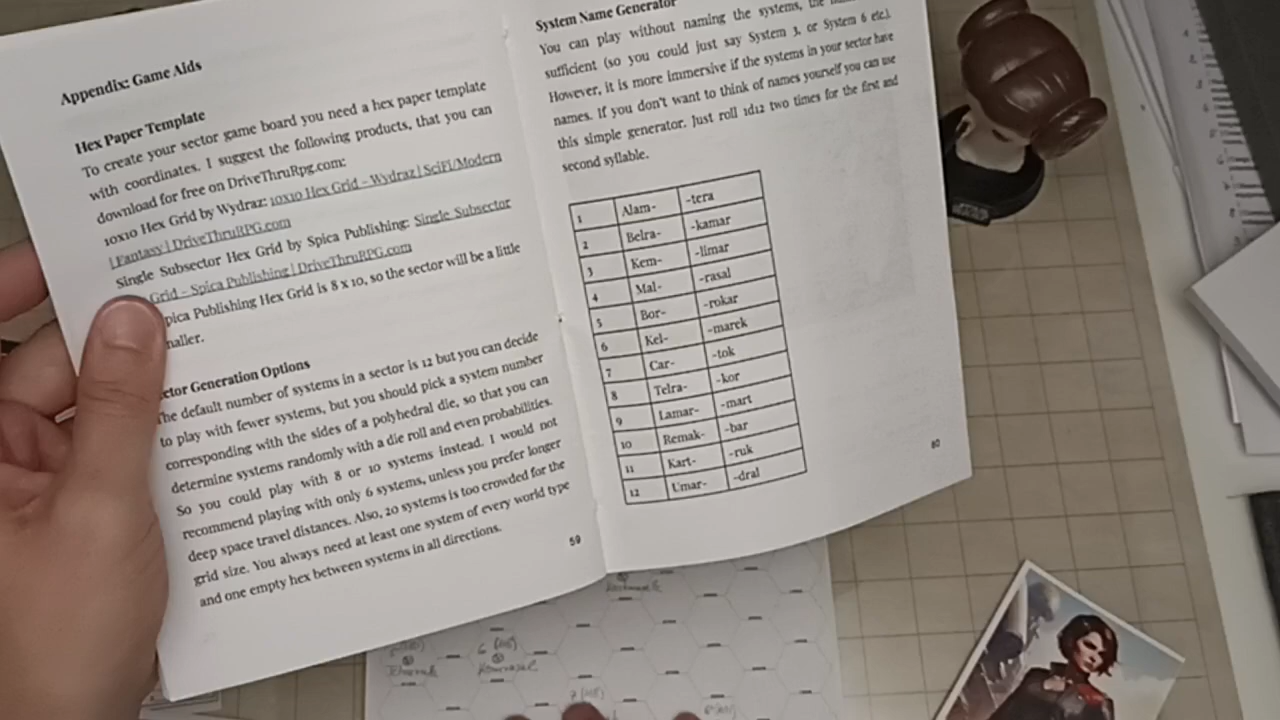 Appendix: Game Aids
Hex Paper Template
To create your sector game board you need a hex paper template
with coordinates. I suggest the following products, that you can
download for free on DriveThruRpg.com:
10x10 Hex Grid by Wydraz: 10x10 Hex Grid - Wydraz | SciFi/Modern
| Fantasy | DriveThruRPG.com
Single Subsector Hex Grid by Spica Publishing: Single Subsector
Grid - Spica Publishing | DriveThruRPG.com
pica Publishing Hex Grid is 8 x 10, so the sector will be a little
naller.
ctor Generation Options
The default number of systems in a sector is 12 but you can decide
to play with fewer systems, but you should pick a system number
corresponding with the sides of a polyhedral die, so that you can
determine systems randomly with a die roll and even probabilities.
So you could play with 8 or 10 systems instead. I would not
recommend playing with only 6 systems, unless you prefer longer
deep space travel distances. Also, 20 systems is too crowded for the
grid size. You always need at least one system of every world type
and one empty hex between systems in all directions.
59
System Name Generator
You can play without naming the systems, the
sufficient (so you could just say System 3, or System 6 etc).
However, it is more immersive if the systems in your sector have
names. If you don't want to think of names yourself you can use
this simple generator. Just roll 1d12 two times for the first and
second syllable.
1 Alam- -tera
2 Belra- -kamar
3 Kem- -limar
4 Mal- -rasal
5 Bor- -rokar
6 Kel- -marek
7 Car- -tok
8 Telra- -kor
9 Lamar- -mart
10 Remak- -bar
11 Kart- -ruk
12 Umar- -dral
60